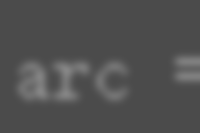 arc =